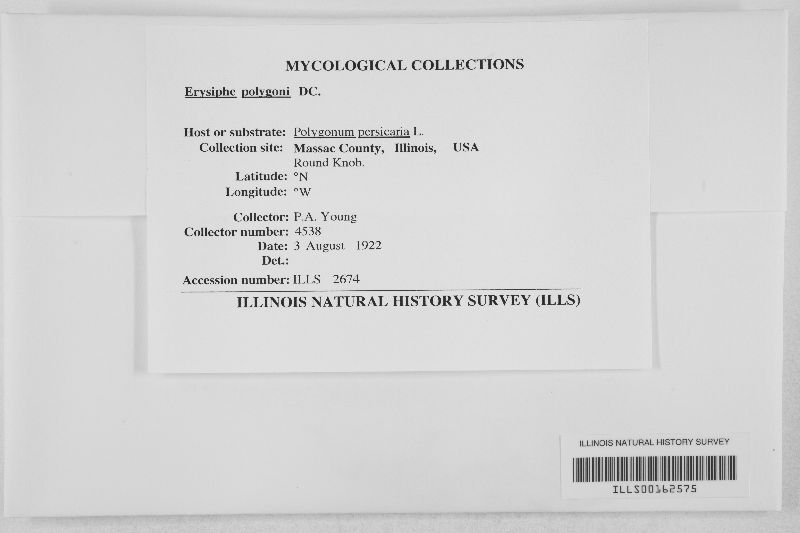 MYCOLOGICAL COLLECTIONS
Erysiphe polygoni DC.
Host or substrate: Polygonum persicaria L.
Collection site: Massac County, Illinois, USA
Round Knob.
Latitude: °N
Longitude: °W
Collector: P.A. Young
Collector number: 4538
Date: 3 August 1922
Det.:
Accession number: ILLS 2674
ILLINOIS NATURAL HISTORY SURVEY (ILLS)
ILLINOIS NATURAL HISTORY SURVEY
ILLS00162575